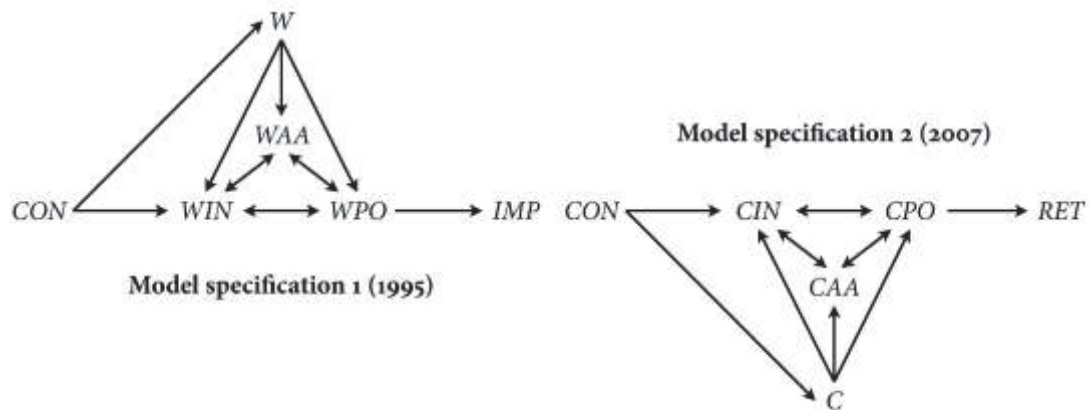 W
WAA
CON WIN WPO IMP
Model specification 1 (1995)
Model specification 2 (2007)
CON CIN CPO RET
CAA
C